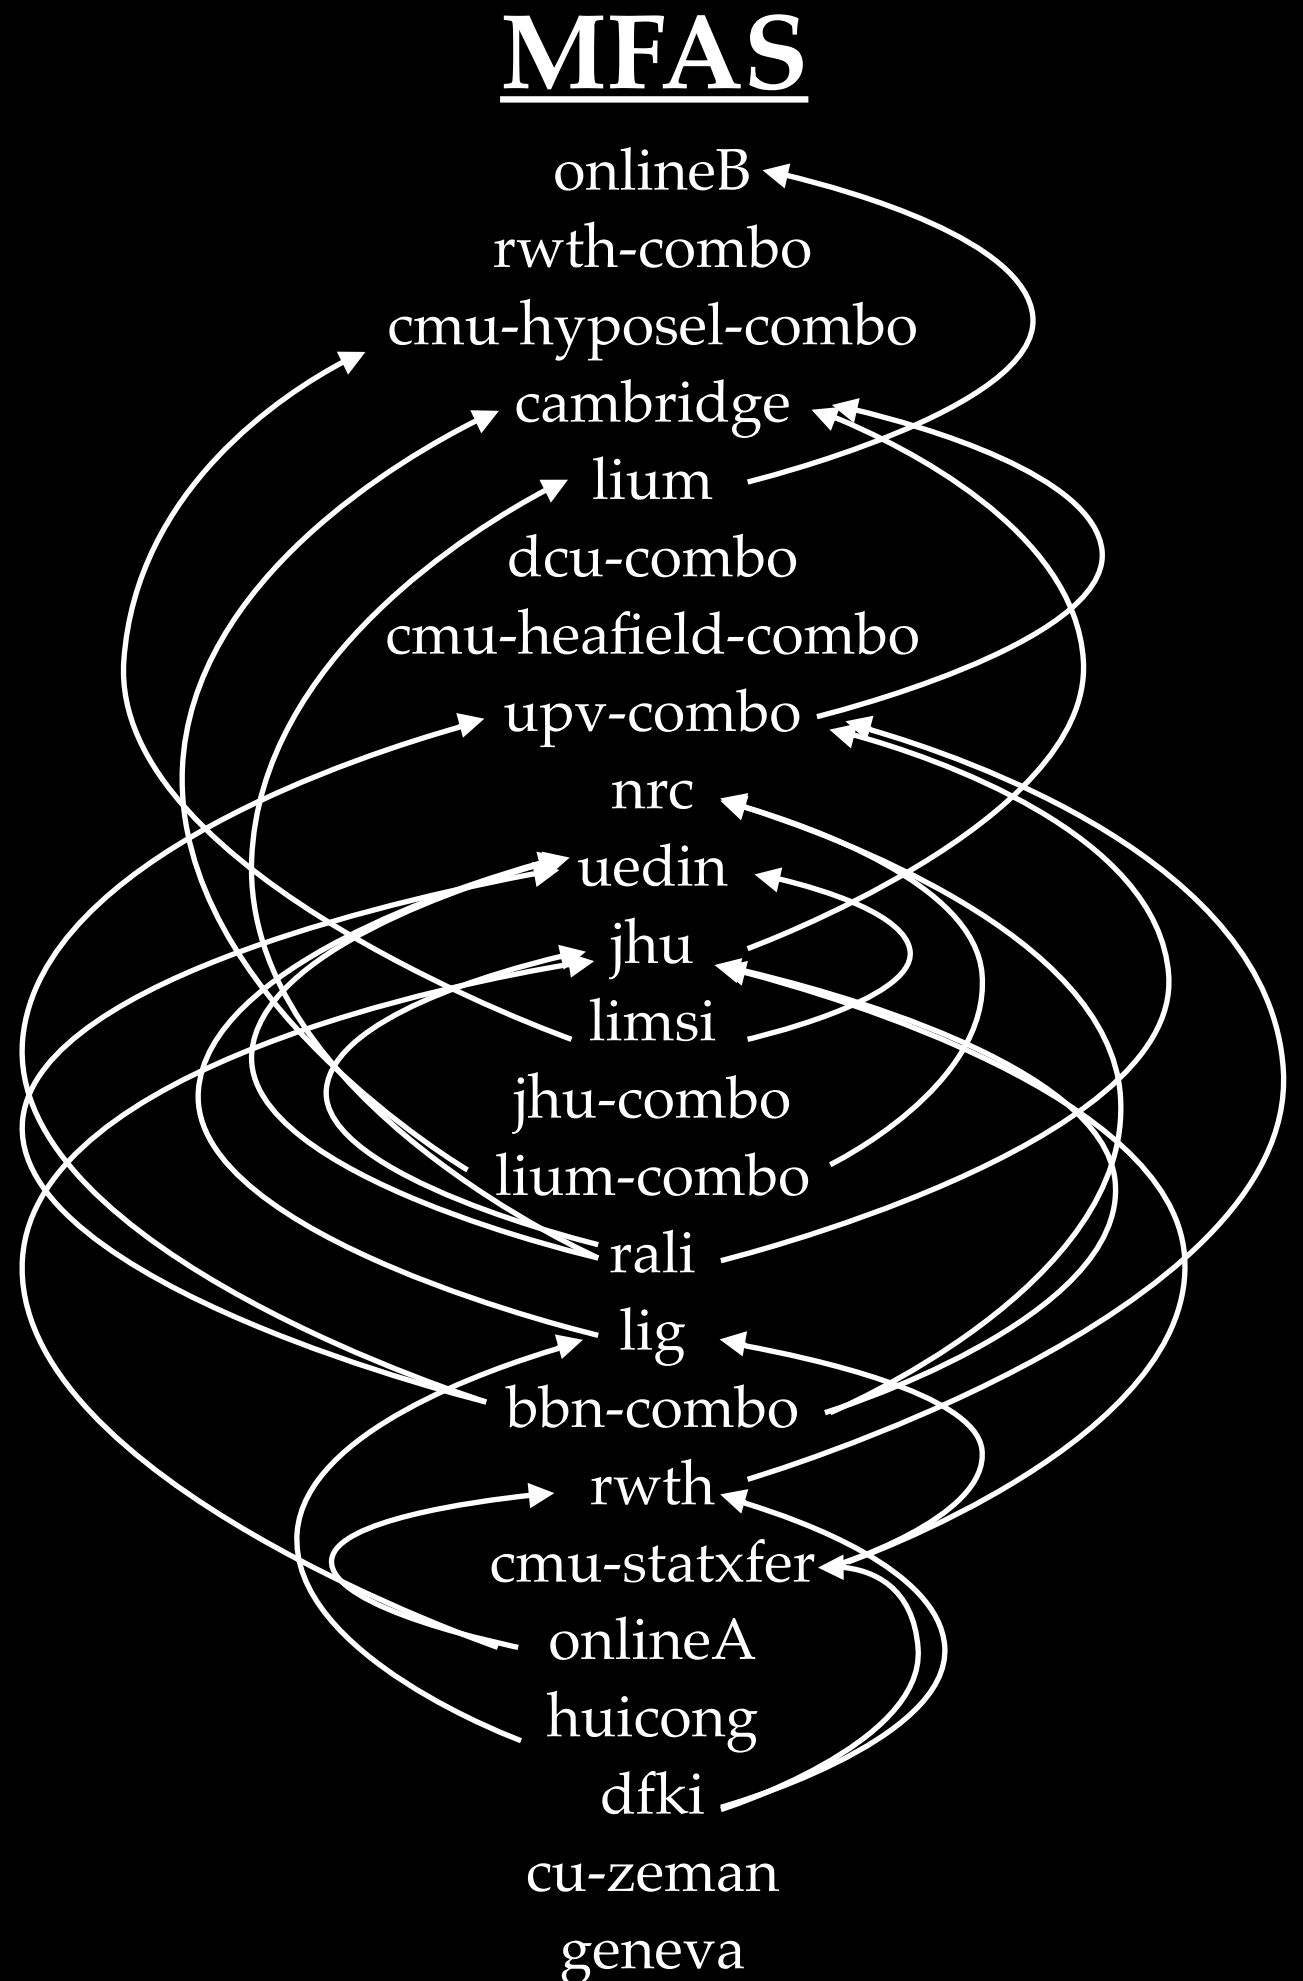 MFAS
onlineB
rwth-combo
cmu-hyposel-combo
cambridge
lium
dcu-combo
cmu-heafield-combo
upv-combo
nrc
uedin
jhu
limsi
jhu-combo
lium-combo
rali
lig
bbn-combo
rwth
cmu-statxfer
onlineA
huicong
dfki
cu-zeman
geneva